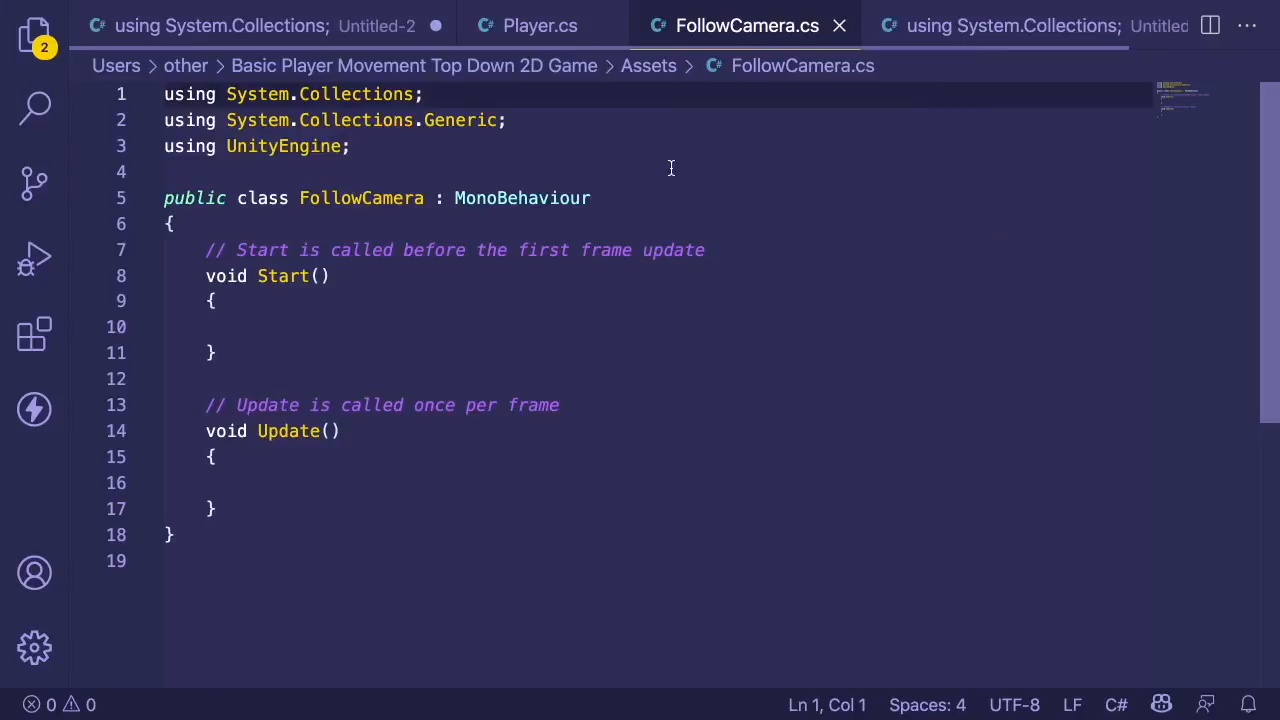 using System.Collections; Untitled-2
Player.cs
FollowCamera.cs
using System.Collections; Untitled
2
Users > other > Basic Player Movement Top Down 2D Game > Assets > FollowCamera.cs
1 using System.Collections;
2 using System.Collections.Generic;
3 using UnityEngine;
4
5 public class FollowCamera : MonoBehaviour
6 {
7 // Start is called before the first frame update
8 void Start()
9 {
10
11 }
12
13 // Update is called once per frame
14 void Update()
15 {
16
17 }
18 }
19
0 0
Ln 1, Col 1
Spaces: 4
UTF-8
LF
C#